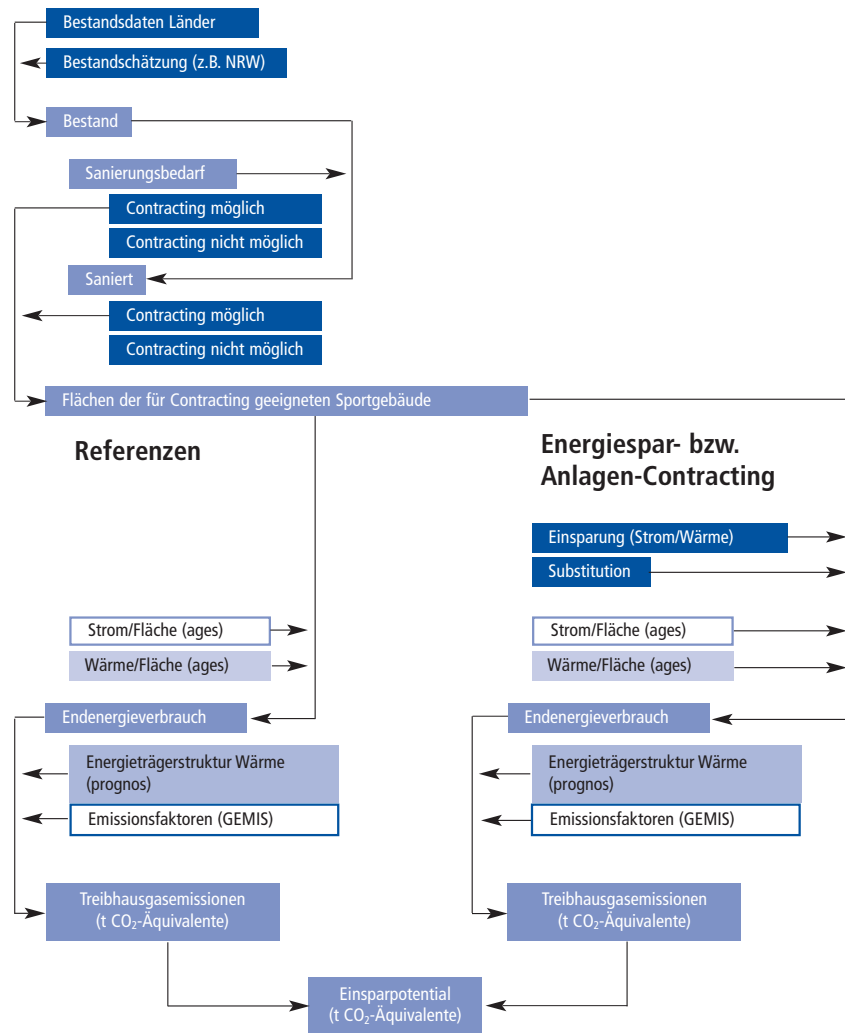 Bestandsdaten Länder
Bestandschätzung (z.B. NRW)
Bestand
Sanierungsbedarf
Contracting möglich
Contracting nicht möglich
Saniert
Contracting möglich
Contracting nicht möglich
Flächen der für Contracting geeigneten Sportgebäude
Referenzen
Strom/Fläche (ages)
Wärme/Fläche (ages)
Endenergieverbrauch
Energieträgerstruktur Wärme
(prognos)
Emissionsfaktoren (GEMIS)
Treibhausgasemissionen
(t CO₂-Äquivalente)
Energiespar- bzw.
Anlagen-Contracting
Einsparung (Strom/Wärme)
Substitution
Strom/Fläche (ages)
Wärme/Fläche (ages)
Endenergieverbrauch
Energieträgerstruktur Wärme
(prognos)
Emissionsfaktoren (GEMIS)
Treibhausgasemissionen
(t CO₂-Äquivalente)
Einsparpotential
(t CO₂-Äquivalente)